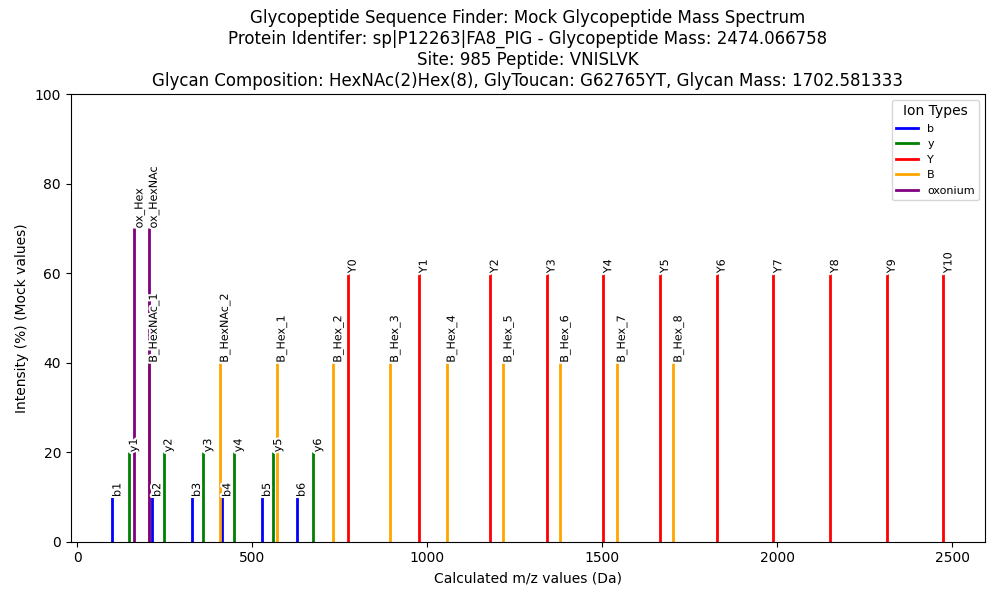 Glycopeptide Sequence Finder: Mock Glycopeptide Mass Spectrum
Protein Identifer: sp|P12263|FA8_PIG - Glycopeptide Mass: 2474.066758
Site: 985 Peptide: VNISLVK
Glycan Composition: HexNAc(2)Hex(8), GlyToucan: G62765YT, Glycan Mass: 1702.581333
Intensity (%) (Mock values)
100
80
60
40
20
0
Ion Types
b
y
Y
B
oxonium
ox_Hex
ox_HexNAc
B_HexNAc_1
B_HexNAc_2
B_Hex_1
B_Hex_2
B_Hex_3
B_Hex_4
B_Hex_5
B_Hex_6
B_Hex_7
B_Hex_8
Y0
Y1
Y2
Y3
Y4
Y5
Y6
Y7
Y8
Y9
Y10
y1
y2
y3
y4
y5
y6
b1
b2
b3
b4
b5
b6
0
500
1000
1500
2000
2500
Calculated m/z values (Da)